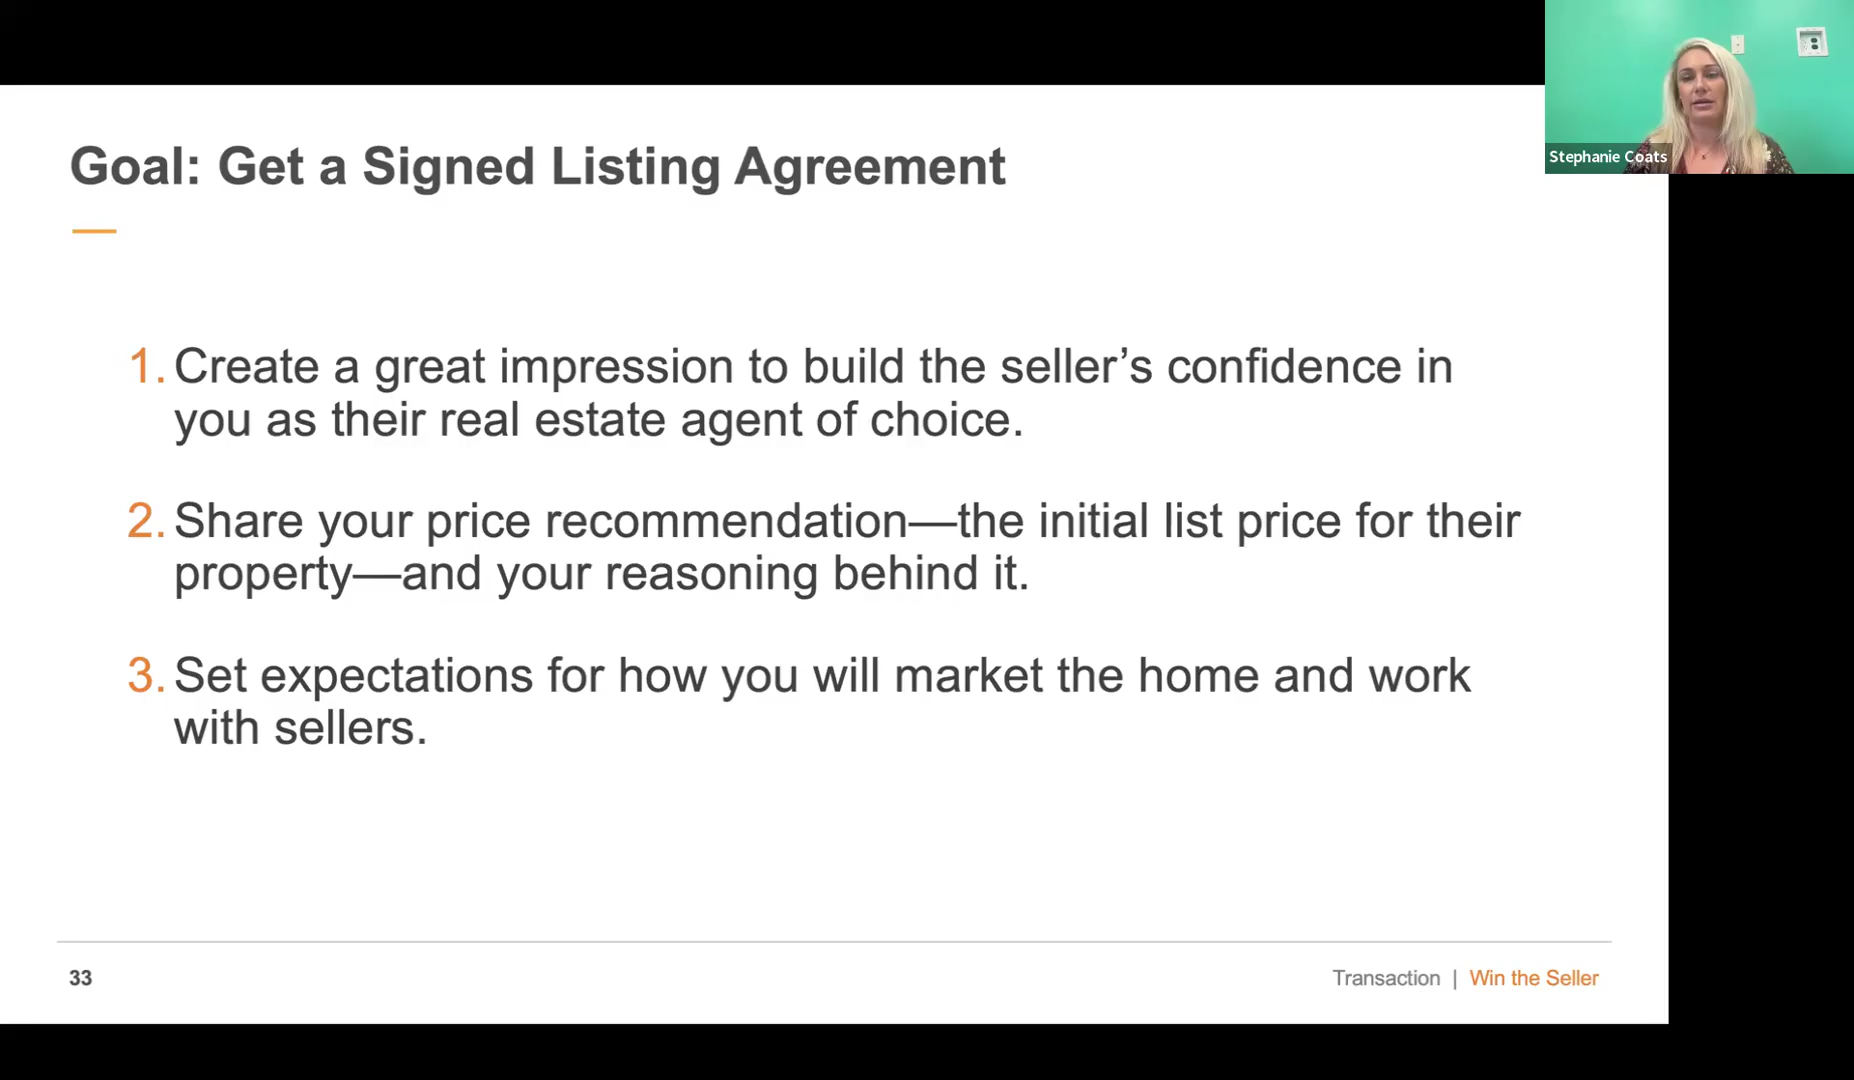 Stephanie Coats
Goal: Get a Signed Listing Agreement
1. Create a great impression to build the seller’s confidence in
you as their real estate agent of choice.
2. Share your price recommendation—the initial list price for their
property—and your reasoning behind it.
3. Set expectations for how you will market the home and work
with sellers.
33
Transaction | Win the Seller